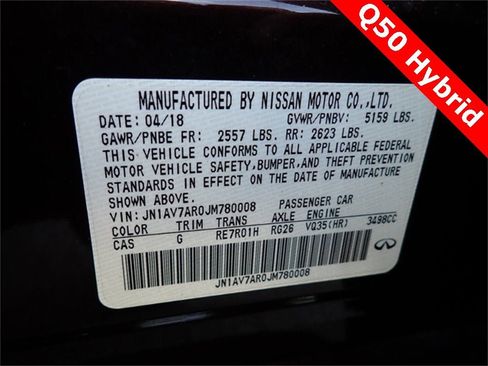 Q50 Hybrid
MANUFACTURED BY NISSAN MOTOR CO.,LTD.
DATE: 04/18 GVWR/PNBV: 5159 LBS.
GAWR/PNBE FR: 2557 LBS. RR: 2623 LBS.
THIS VEHICLE CONFORMS TO ALL APPLICABLE FEDERAL
MOTOR VEHICLE SAFETY, BUMPER, AND THEFT PREVENTION
STANDARDS IN EFFECT ON THE DATE OF MANUFACTURE
SHOWN ABOVE.
VIN: JN1AV7AR0JM780008 PASSENGER CAR
COLOR TRIM TRANS AXLE ENGINE
CAS G RE7R01H RG26 VQ35(HR) 3498CC
JN1AV7AR0JM780008